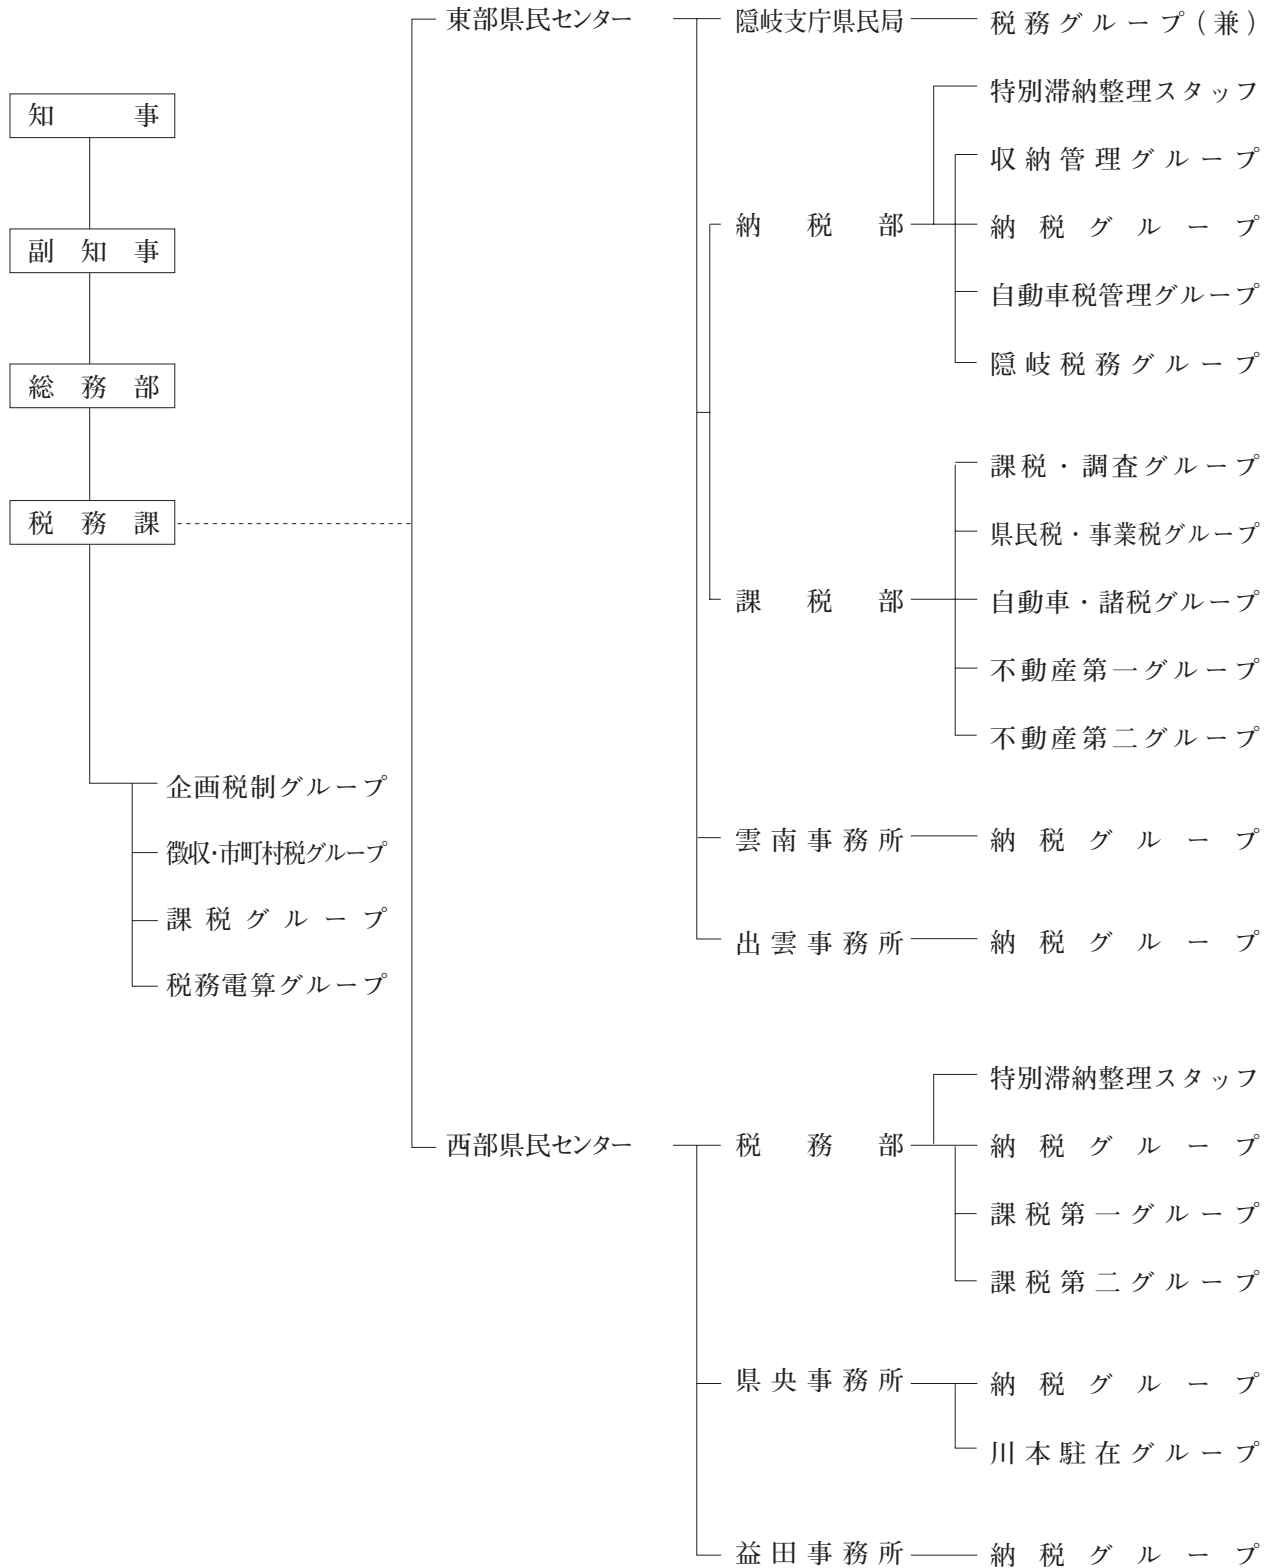 知事
副知事
総務部
税務課
企画税制グループ
徴収･市町村税グループ
課税グループ
税務電算グループ
東部県民センター
隠岐支庁県民局
税務グループ(兼)
納税部
特別滞納整理スタッフ
収納管理グループ
納税グループ
自動車税管理グループ
隠岐税務グループ
課税部
課税・調査グループ
県民税・事業税グループ
自動車・諸税グループ
不動産第一グループ
不動産第二グループ
雲南事務所
納税グループ
出雲事務所
納税グループ
西部県民センター
税務部
特別滞納整理スタッフ
納税グループ
課税第一グループ
課税第二グループ
県央事務所
納税グループ
川本駐在グループ
益田事務所
納税グループ